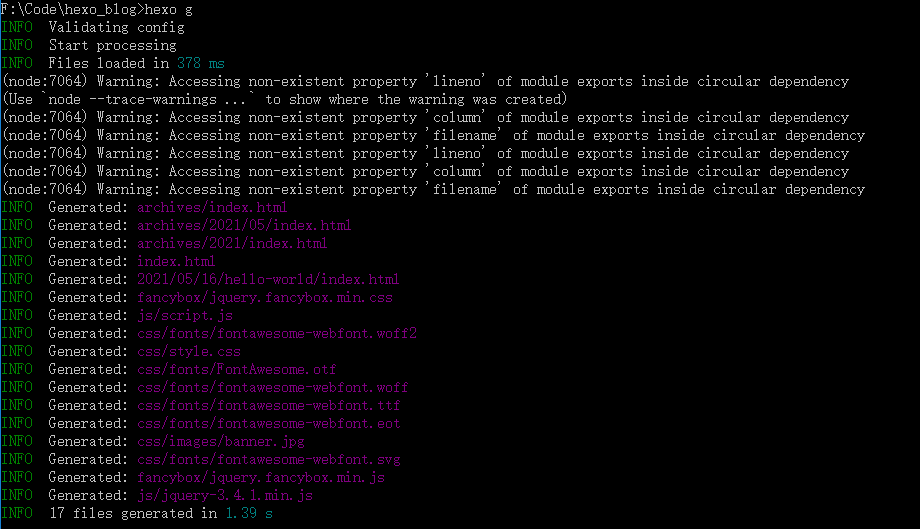 F:\Code\hexo_blog>hexo g
INFO  Validating config
INFO  Start processing
INFO  Files loaded in 378 ms
(node:7064) Warning: Accessing non-existent property 'lineno' of module exports inside circular dependency
(Use `node --trace-warnings ...` to show where the warning was created)
(node:7064) Warning: Accessing non-existent property 'column' of module exports inside circular dependency
(node:7064) Warning: Accessing non-existent property 'filename' of module exports inside circular dependency
(node:7064) Warning: Accessing non-existent property 'lineno' of module exports inside circular dependency
(node:7064) Warning: Accessing non-existent property 'column' of module exports inside circular dependency
(node:7064) Warning: Accessing non-existent property 'filename' of module exports inside circular dependency
INFO  Generated: archives/index.html
INFO  Generated: archives/2021/05/index.html
INFO  Generated: archives/2021/index.html
INFO  Generated: index.html
INFO  Generated: 2021/05/16/hello-world/index.html
INFO  Generated: fancybox/jquery.fancybox.min.css
INFO  Generated: js/script.js
INFO  Generated: css/fonts/fontawesome-webfont.woff2
INFO  Generated: css/style.css
INFO  Generated: css/fonts/FontAwesome.otf
INFO  Generated: css/fonts/fontawesome-webfont.woff
INFO  Generated: css/fonts/fontawesome-webfont.ttf
INFO  Generated: css/fonts/fontawesome-webfont.eot
INFO  Generated: css/images/banner.jpg
INFO  Generated: css/fonts/fontawesome-webfont.svg
INFO  Generated: fancybox/jquery.fancybox.min.js
INFO  Generated: js/jquery-3.4.1.min.js
INFO  17 files generated in 1.39 s